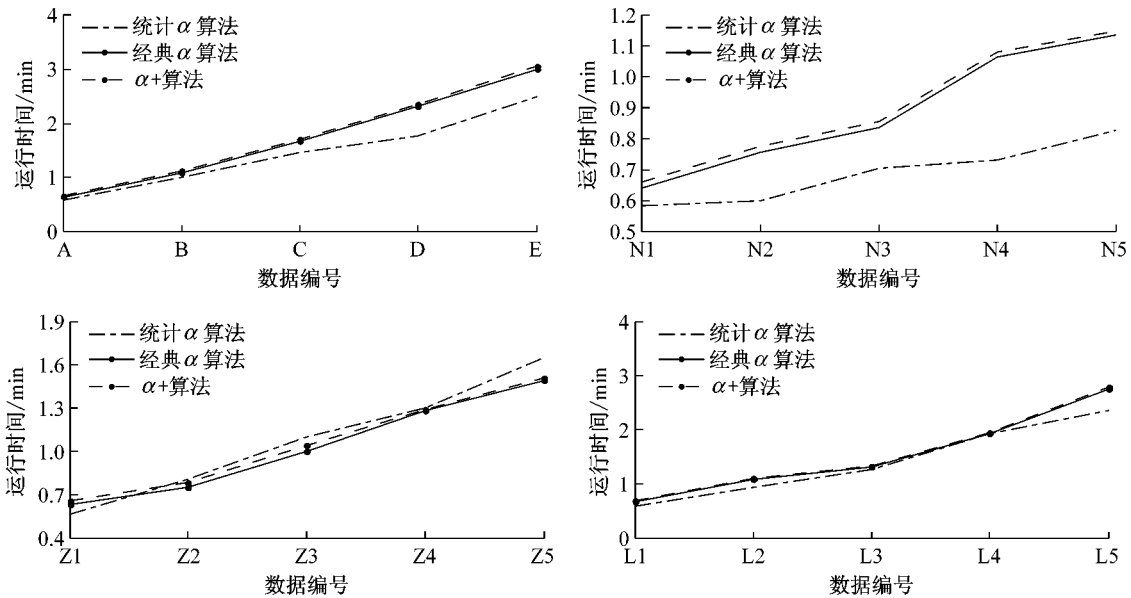 4
3
2
1
0
运行时间/min
统计α算法
经典α算法
α+算法
A B C D E
数据编号
1.2
1.1
1.0
0.9
0.8
0.7
0.6
0.5
运行时间/min
统计α算法
经典α算法
α+算法
N1 N2 N3 N4 N5
数据编号
1.9
1.6
1.3
1.0
0.7
0.4
运行时间/min
统计α算法
经典α算法
α+算法
Z1 Z2 Z3 Z4 Z5
数据编号
4
3
2
1
0
运行时间/min
统计α算法
经典α算法
α+算法
L1 L2 L3 L4 L5
数据编号